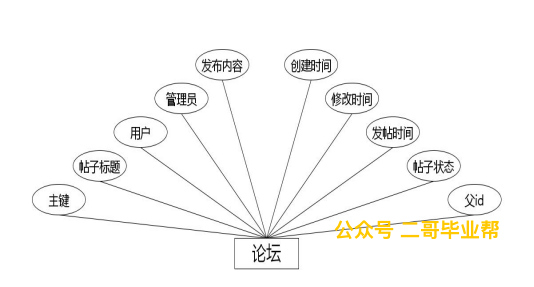 发布内容
创建时间
管理员
修改时间
用户
发帖时间
帖子标题
帖子状态
主键
父id
公众号 二哥毕业帮
论坛